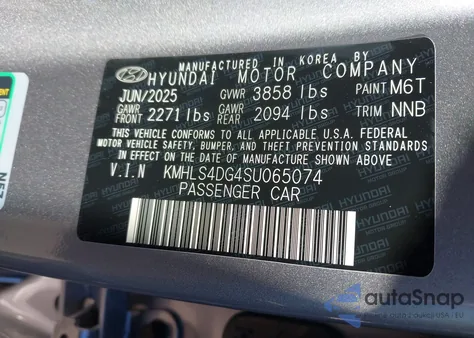 MANUFACTURED IN KOREA BY
HYUNDAI MOTOR COMPANY
JUN/2025 GVWR 3858 lbs PAINT M6T
GAWR FRONT 2271 lbs GAWR REAR 2094 lbs TRIM NNB
THIS VEHICLE CONFORMS TO ALL APPLICABLE U.S.A. FEDERAL
MOTOR VEHICLE SAFETY, BUMPER, AND THEFT PREVENTION STANDARDS
IN EFFECT ON THE DATE OF MANUFACTURE SHOWN ABOVE
V.I.N KMHLS4DG4SU065074
PASSENGER CAR
autaSnap